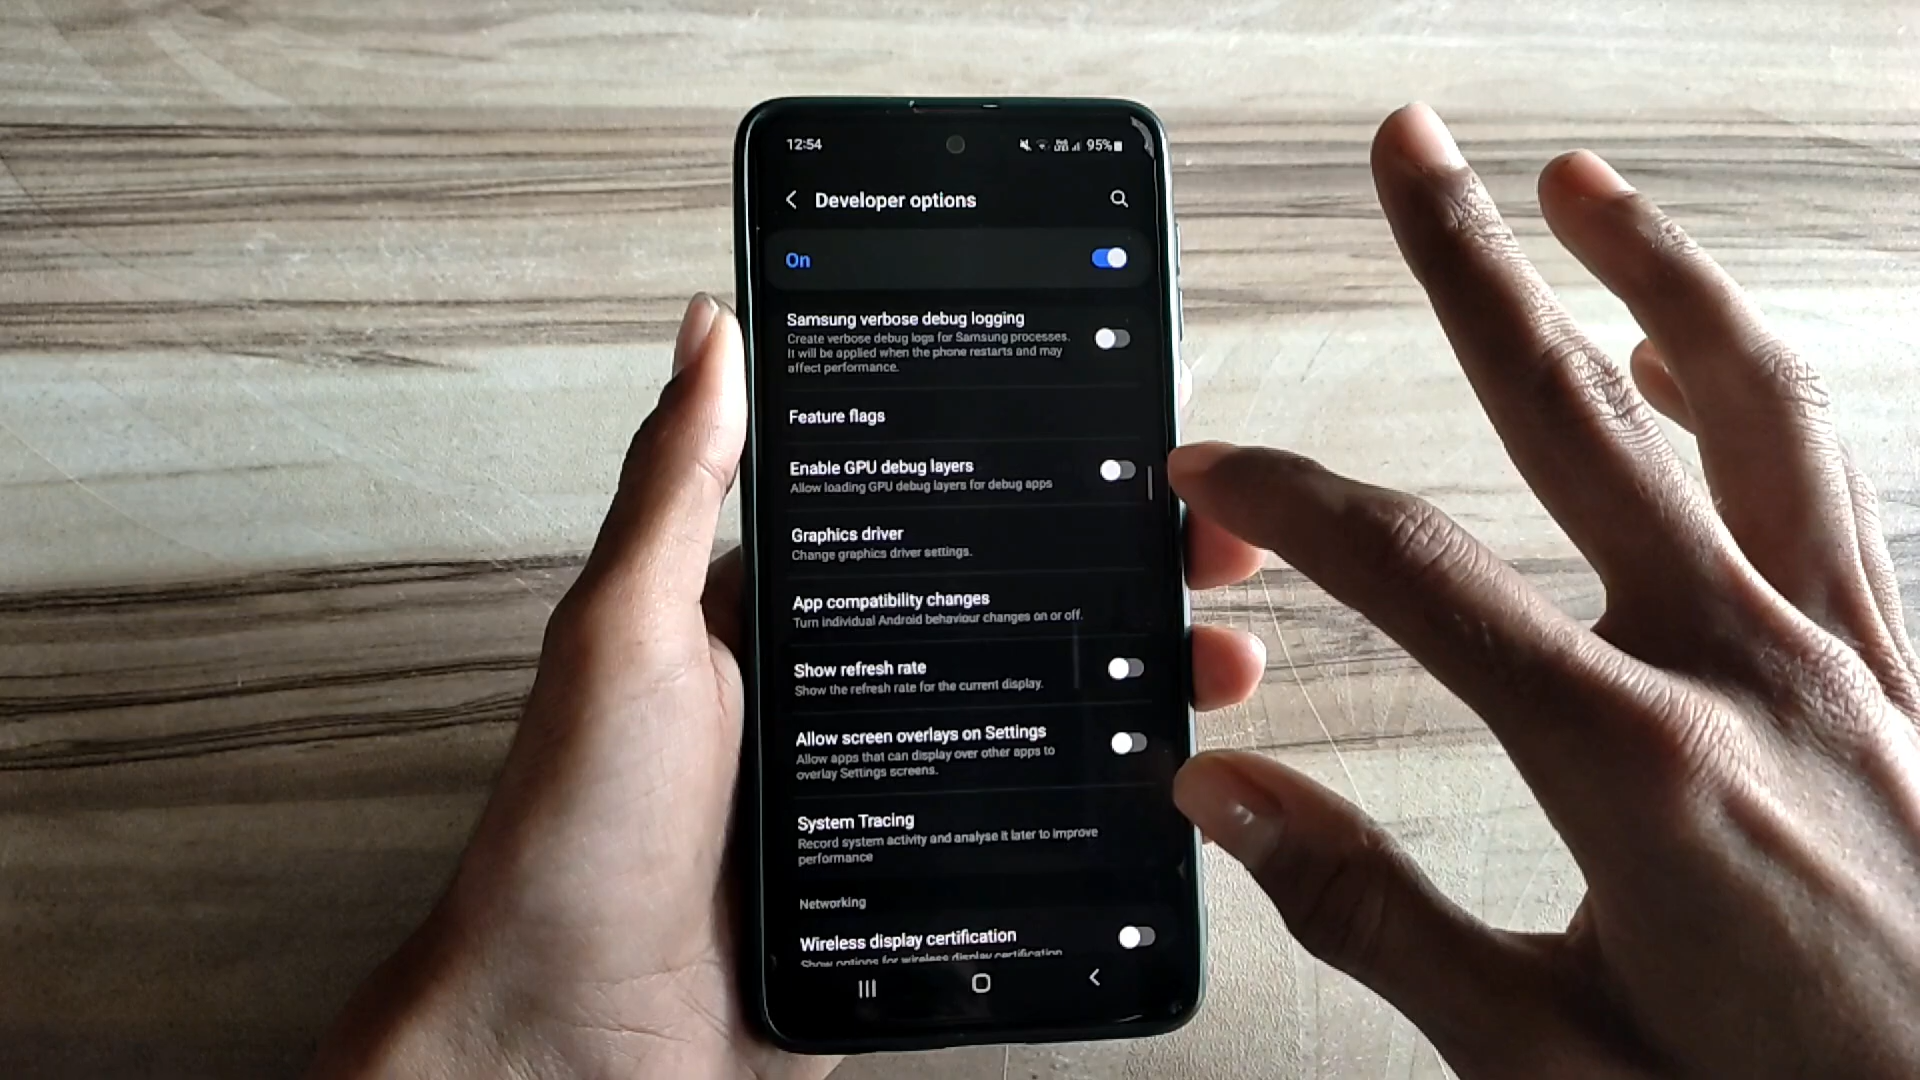 12:54
95%
Developer options
On
Samsung verbose debug logging
Create verbose debug logs for Samsung processes.
It will be applied when the phone restarts and may
affect performance.
Feature flags
Enable GPU debug layers
Allow loading GPU debug layers for debug apps
Graphics driver
Change graphics driver settings.
App compatibility changes
Turn individual Android behaviour changes on or off.
Show refresh rate
Show the refresh rate for the current display.
Allow screen overlays on Settings
Allow apps that can display over other apps to
overlay Settings screens.
System Tracing
Record system activity and analyse it later to improve
performance
Networking
Wireless display certification
Show options for wireless display certification